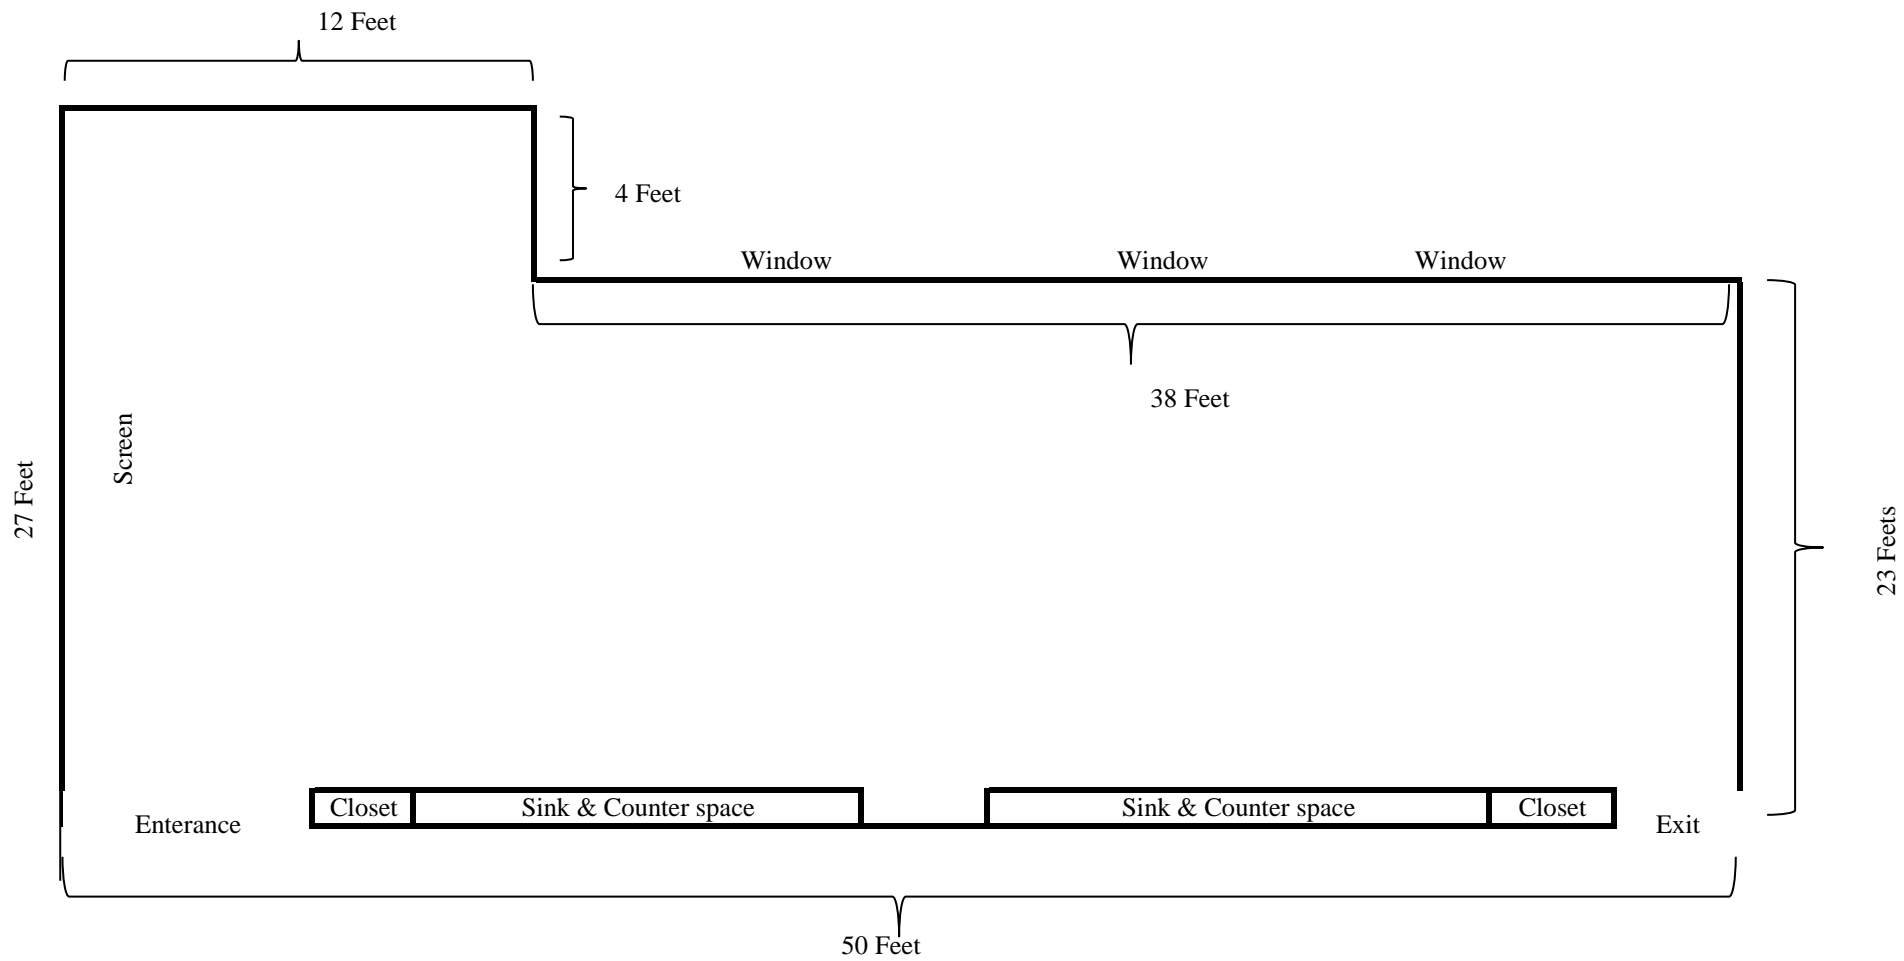 12 Feet
4 Feet
Window
Window
Window
38 Feet
Screen
27 Feet
23 Feets
Closet
Sink & Counter space
Sink & Counter space
Closet
Enterance
Exit
50 Feet